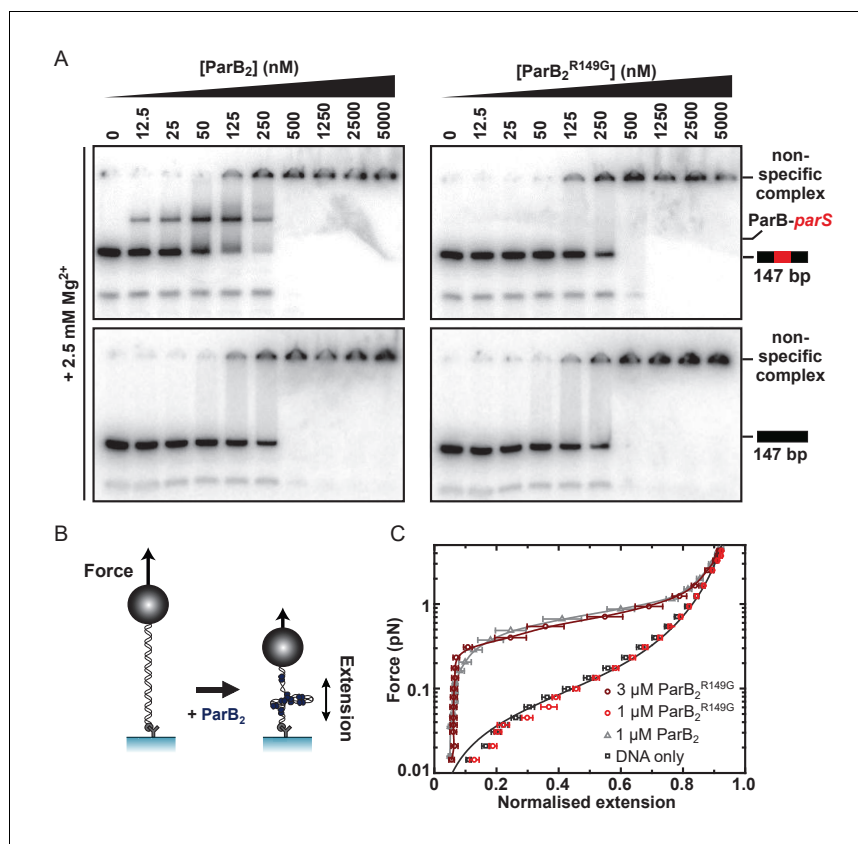 A
[ParB2] (nM)
[ParB2R149G] (nM)
0 12.5 25 50 125 250 500 1250 2500 5000
0 12.5 25 50 125 250 500 1250 2500 5000
+ 2.5 mM Mg2+
non-
specific
complex
ParB-parS
147 bp
non-
specific
complex
147 bp
B
Force
+ ParB2
Extension
C
Force (pN)
1
0.1
0.01
3 µM ParB2R149G
1 µM ParB2R149G
1 µM ParB2
DNA only
0 0.2 0.4 0.6 0.8 1.0
Normalised extension